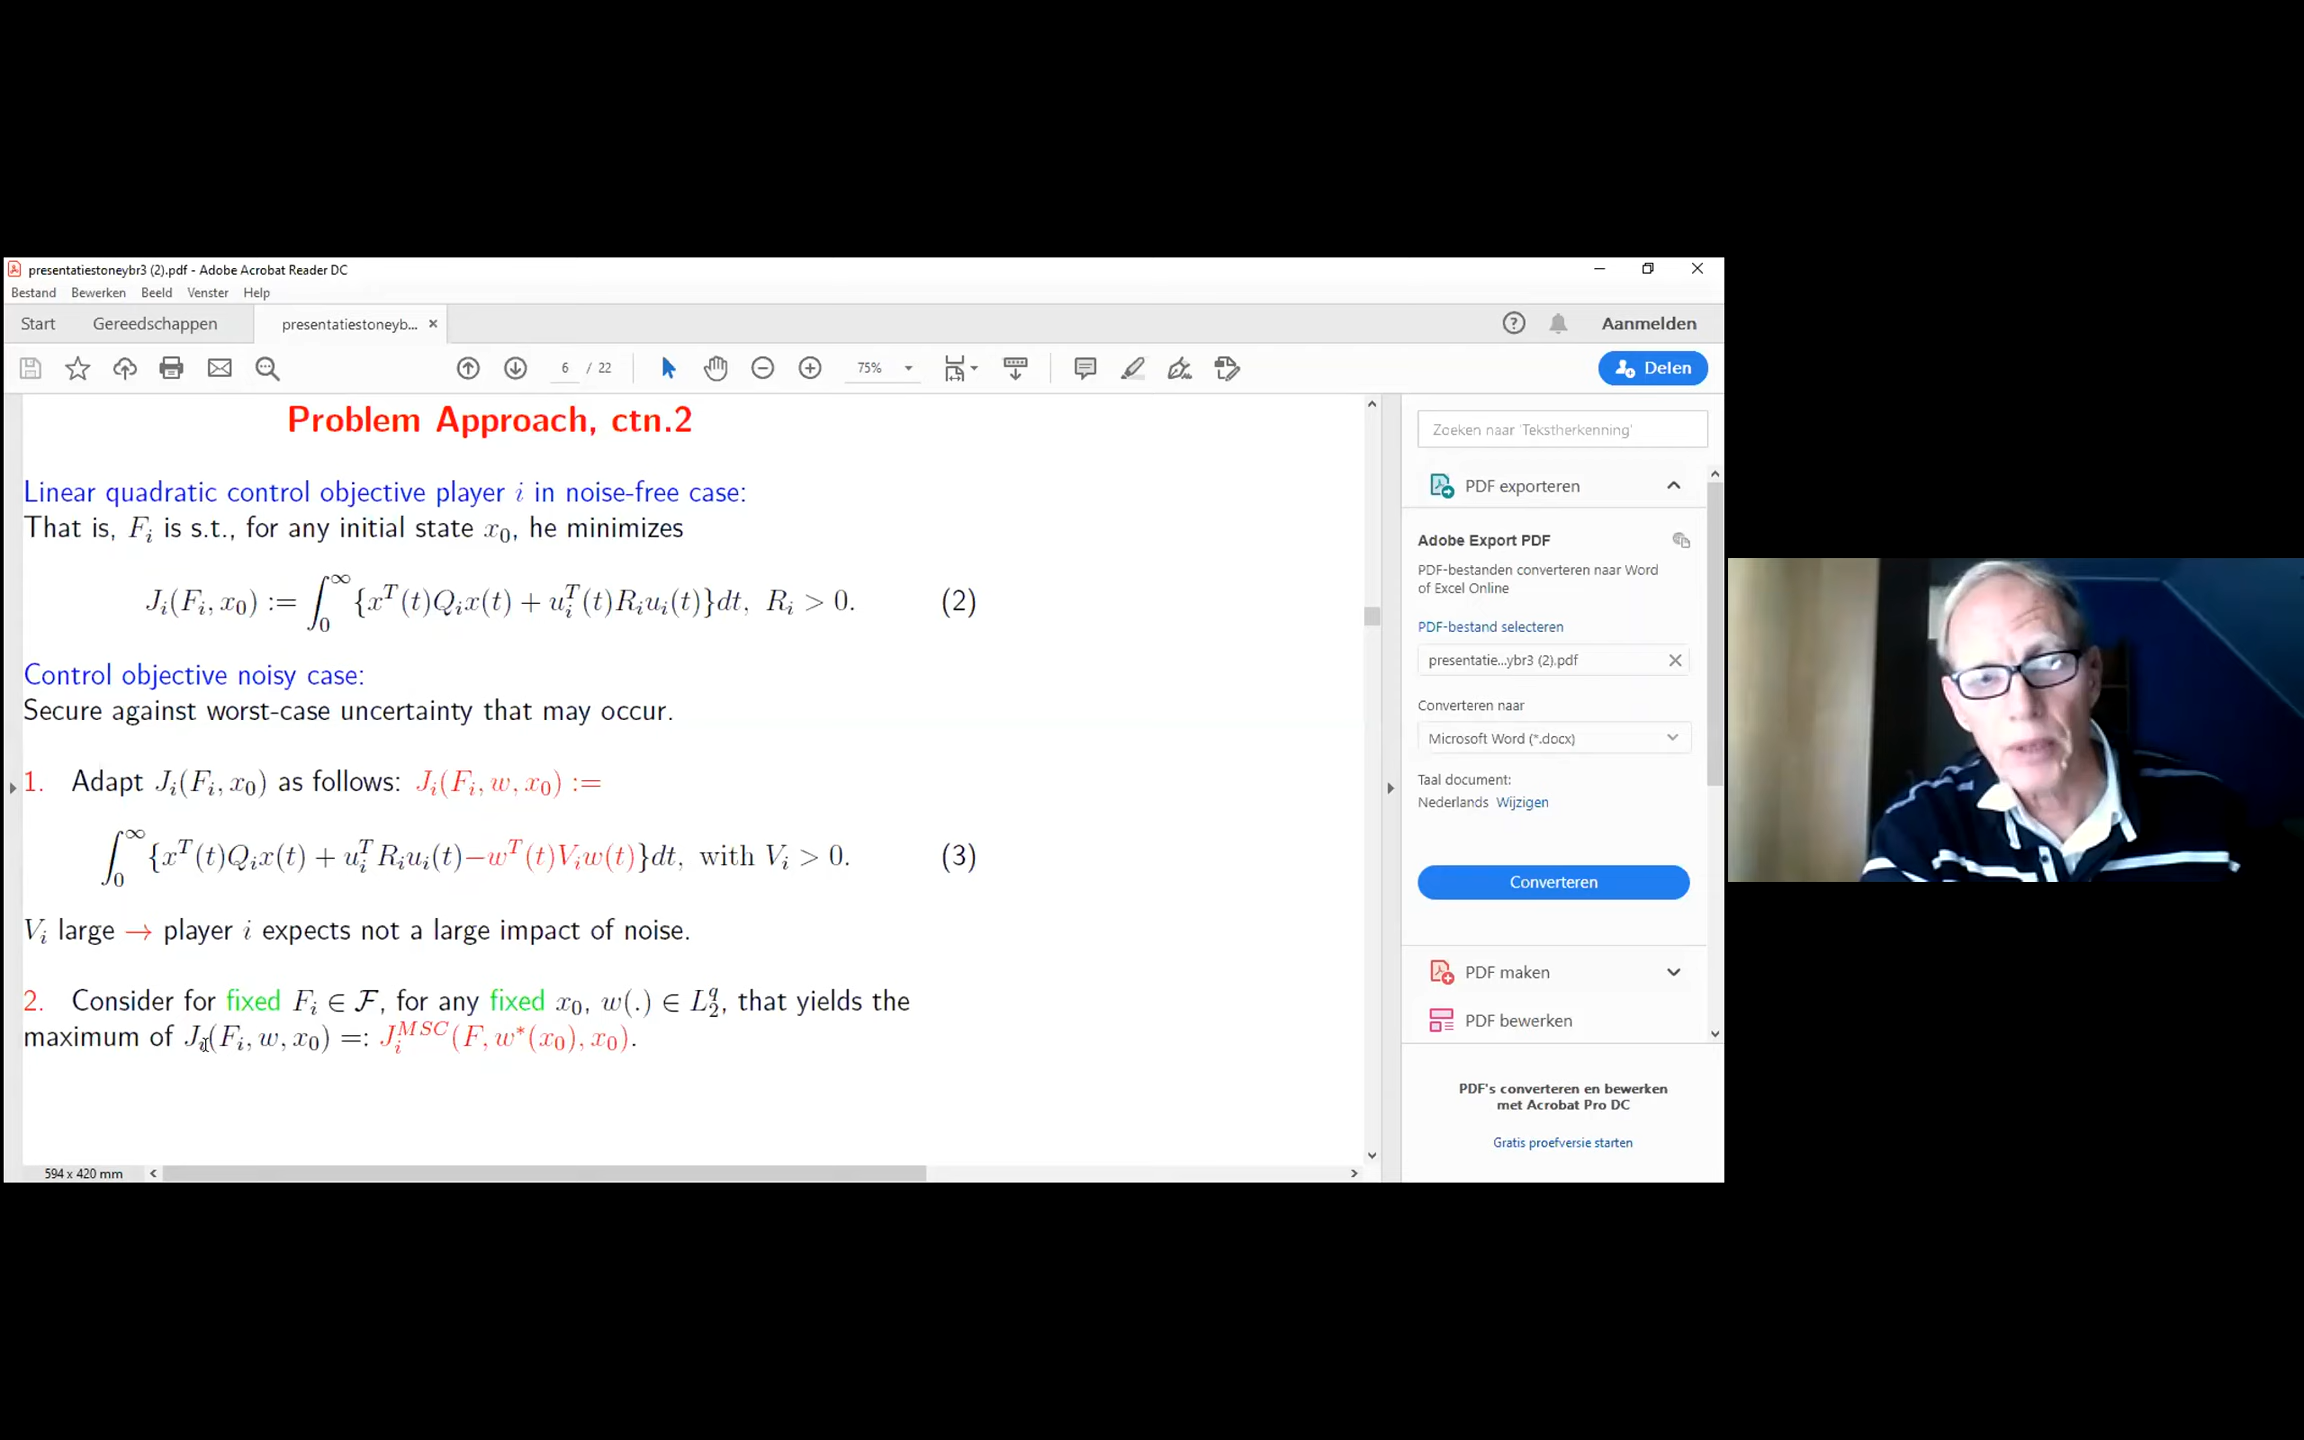 presentatiestoneybr3 (2).pdf - Adobe Acrobat Reader DC
Bestand Bewerken Beeld Venster Help
Start Gereedschappen presentatiestoneyb... × Aanmelden
6 / 22 75% Delen
Problem Approach, ctn.2
Linear quadratic control objective player i in noise-free case:
That is, F_i is s.t., for any initial state x_0, he minimizes
J_i(F_i, x_0) := ∫_0^∞ {x^T(t)Q_i x(t) + u_i^T(t)R_i u_i(t)}dt, R_i > 0. (2)
Control objective noisy case:
Secure against worst-case uncertainty that may occur.
1. Adapt J_i(F_i, x_0) as follows: J_i(F_i, w, x_0) :=
∫_0^∞ {x^T(t)Q_i x(t) + u_i^T R_i u_i(t) − w^T(t)V_i w(t)}dt, with V_i > 0. (3)
V_i large → player i expects not a large impact of noise.
2. Consider for fixed F_i ∈ F, for any fixed x_0, w(.) ∈ L_2^q, that yields the
maximum of J_i(F_i, w, x_0) =: J_i^{MSC}(F, w*(x_0), x_0).
594 x 420 mm
Zoeken naar 'Tekstherkenning'
PDF exporteren
Adobe Export PDF
PDF-bestanden converteren naar Word
of Excel Online
PDF-bestand selecteren
presentatie...ybr3 (2).pdf
Converteren naar
Microsoft Word (*.docx)
Taal document:
Nederlands Wijzigen
Converteren
PDF maken
PDF bewerken
PDF's converteren en bewerken
met Acrobat Pro DC
Gratis proefversie starten